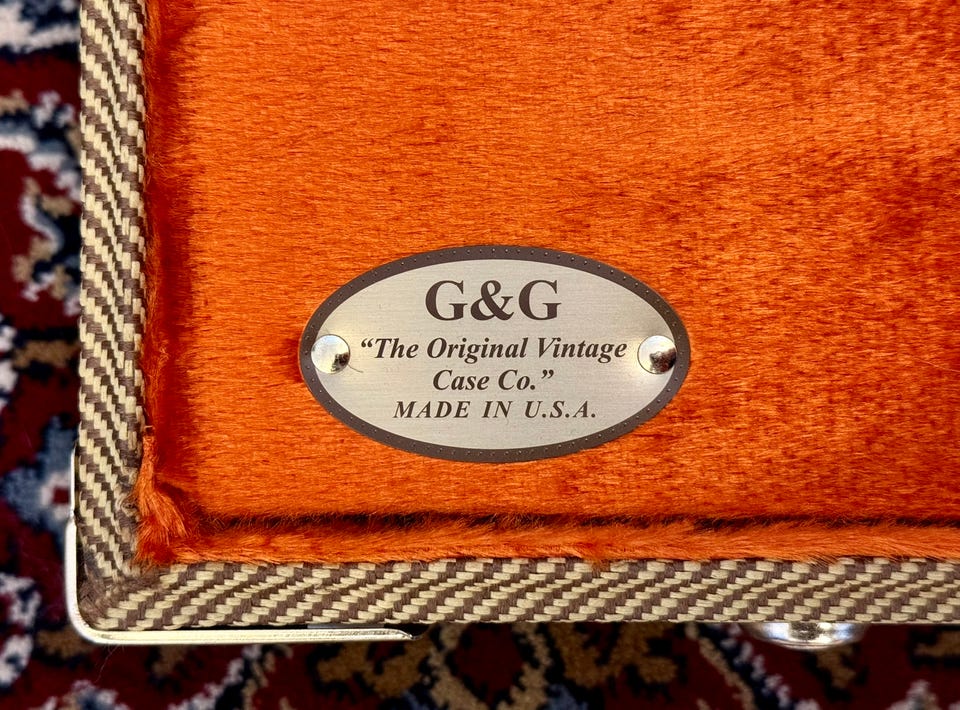 G&G
“The Original Vintage
Case Co.”
MADE IN U.S.A.